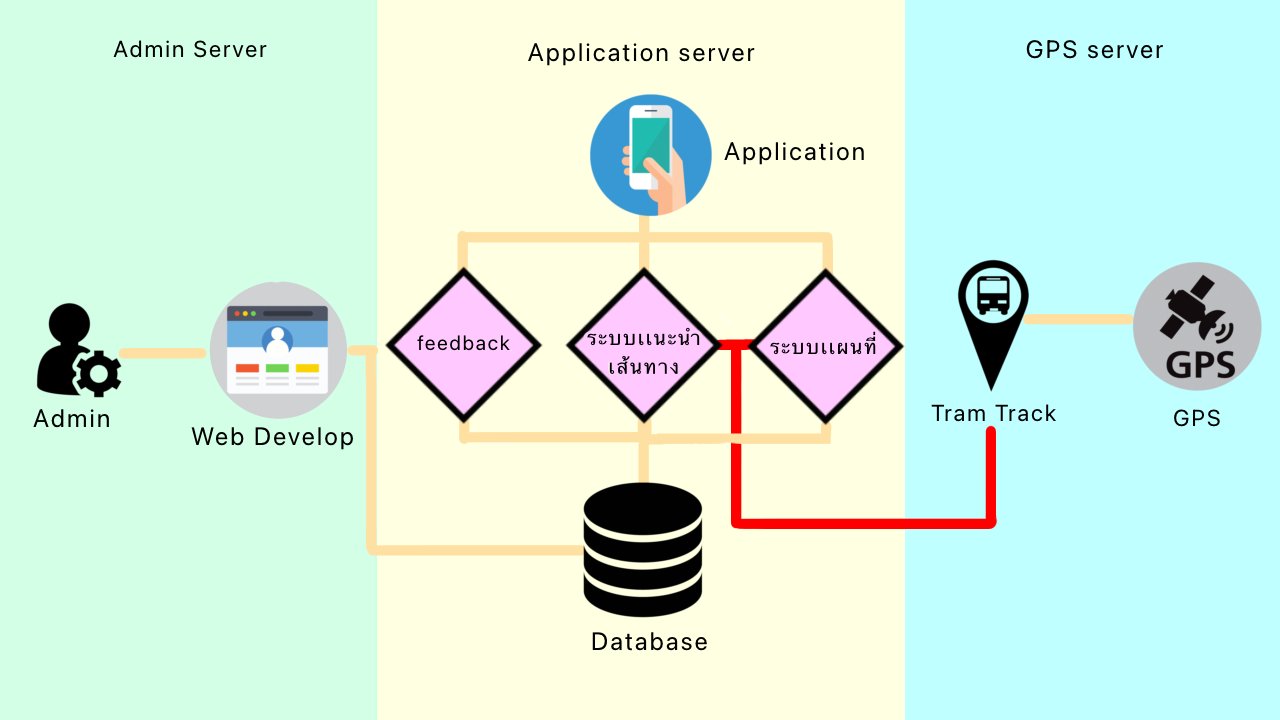 Admin Server
Application server
GPS server
Application
feedback
ระบบแนะนำ
เส้นทาง
ระบบแผนที่
GPS
Admin
Web Develop
Tram Track
GPS
Database